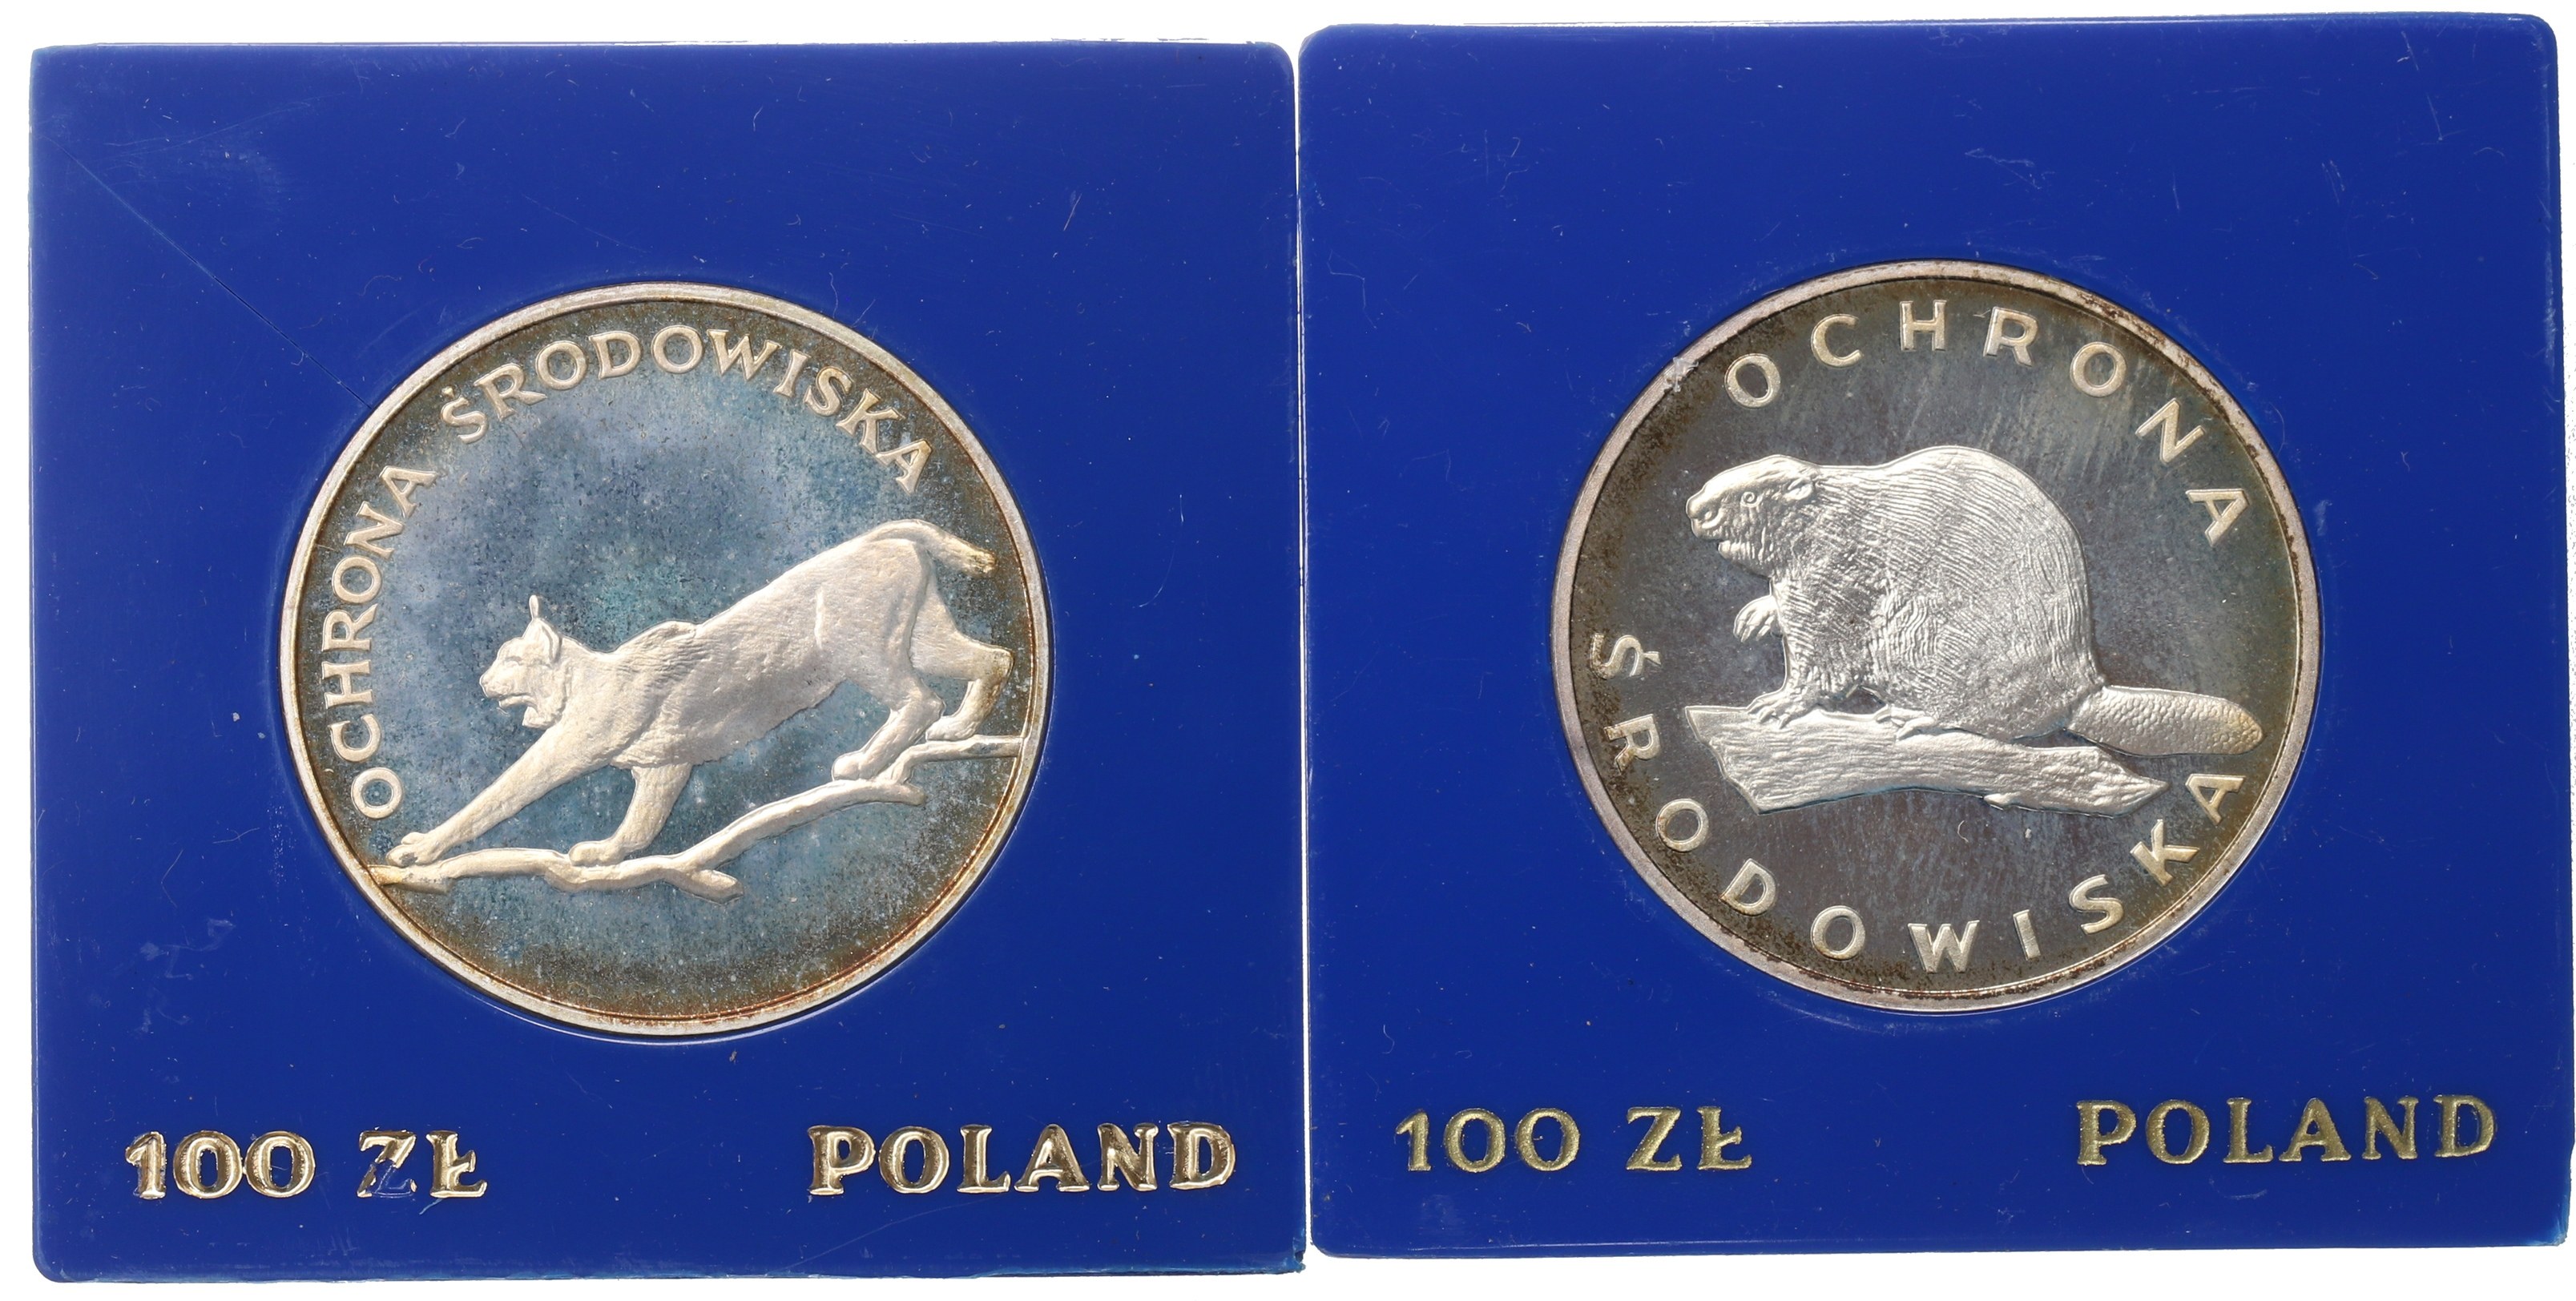 OCHRONA ŚRODOWISKA
100 ZŁ POLAND
OCHRONA
ŚRODOWISKA
100 ZŁ POLAND